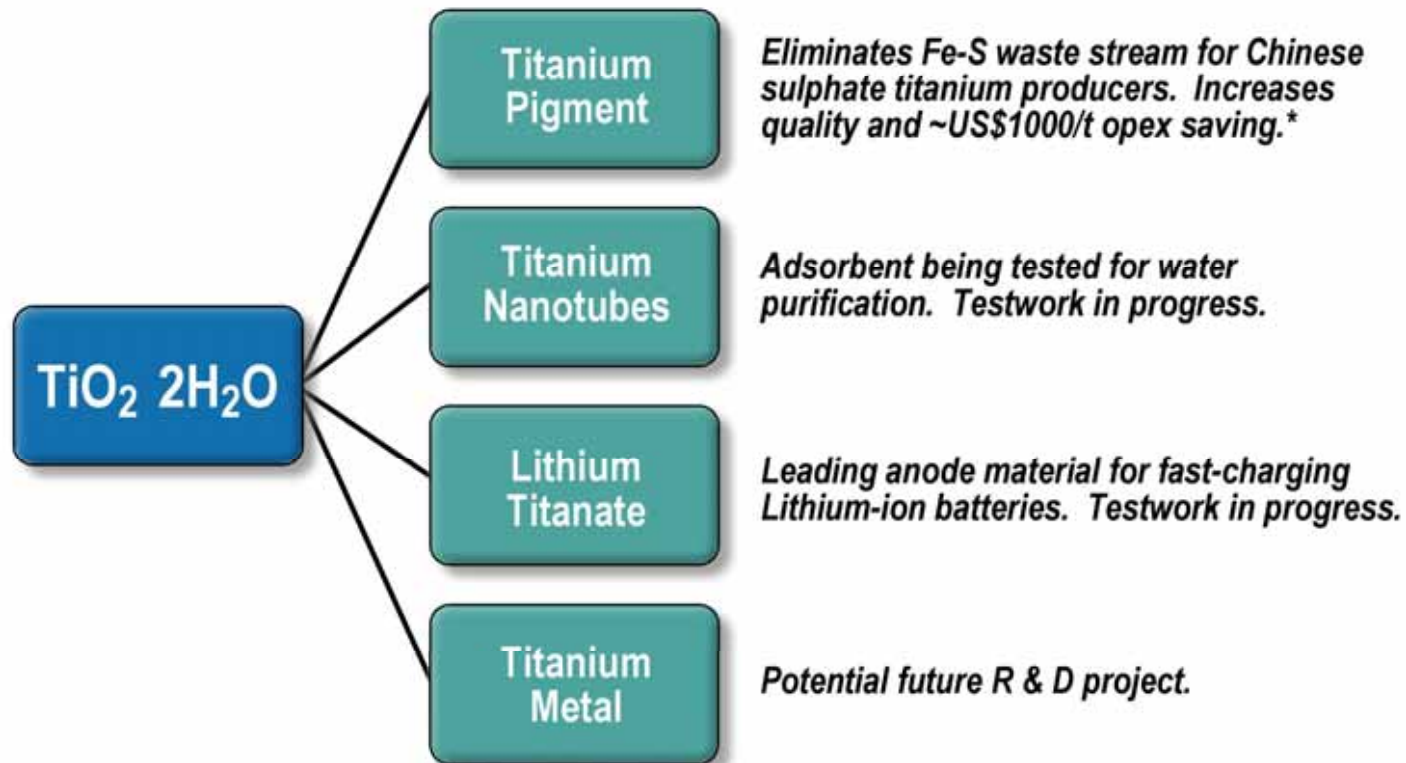 Titanium
Pigment
Eliminates Fe-S waste stream for Chinese
sulphate titanium producers. Increases
quality and ~US$1000/t opex saving.*
Titanium
Nanotubes
Adsorbent being tested for water
purification. Testwork in progress.
TiO₂ 2H₂O
Lithium
Titanate
Leading anode material for fast-charging
Lithium-ion batteries. Testwork in progress.
Titanium
Metal
Potential future R & D project.